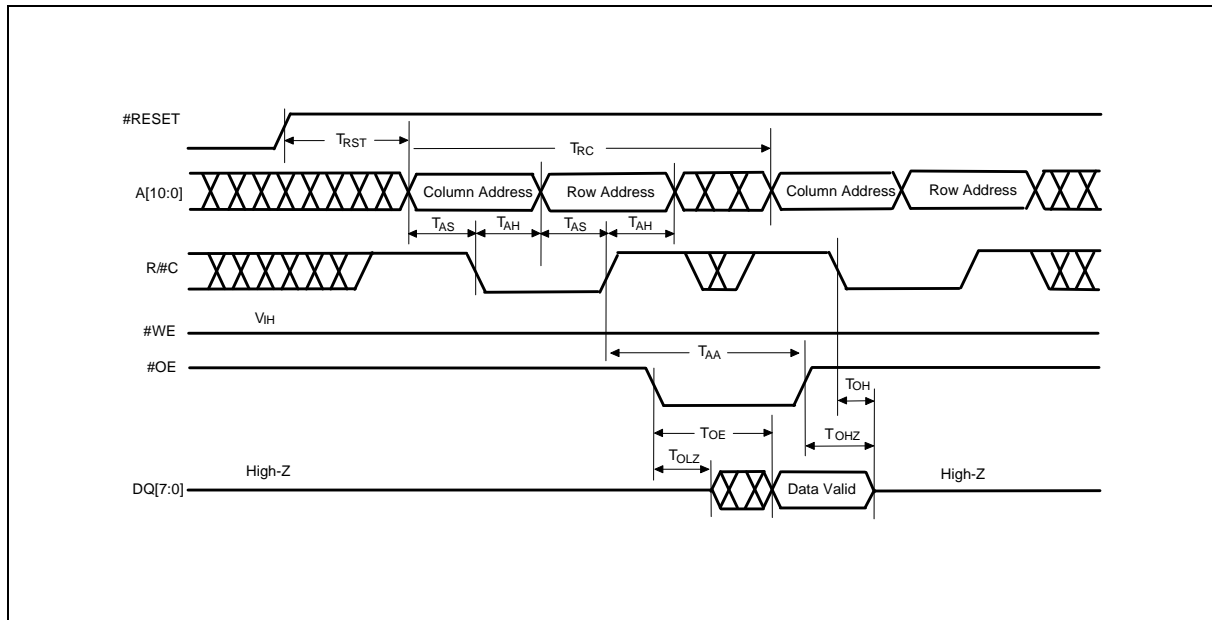 #RESET
TRST
TRC
A[10:0]
Column Address
Row Address
Column Address
Row Address
TAS
TAH
TAS
TAH
R/#C
VIH
#WE
TAA
#OE
TOH
TOE
TOHZ
TOLZ
High-Z
High-Z
DQ[7:0]
Data Valid